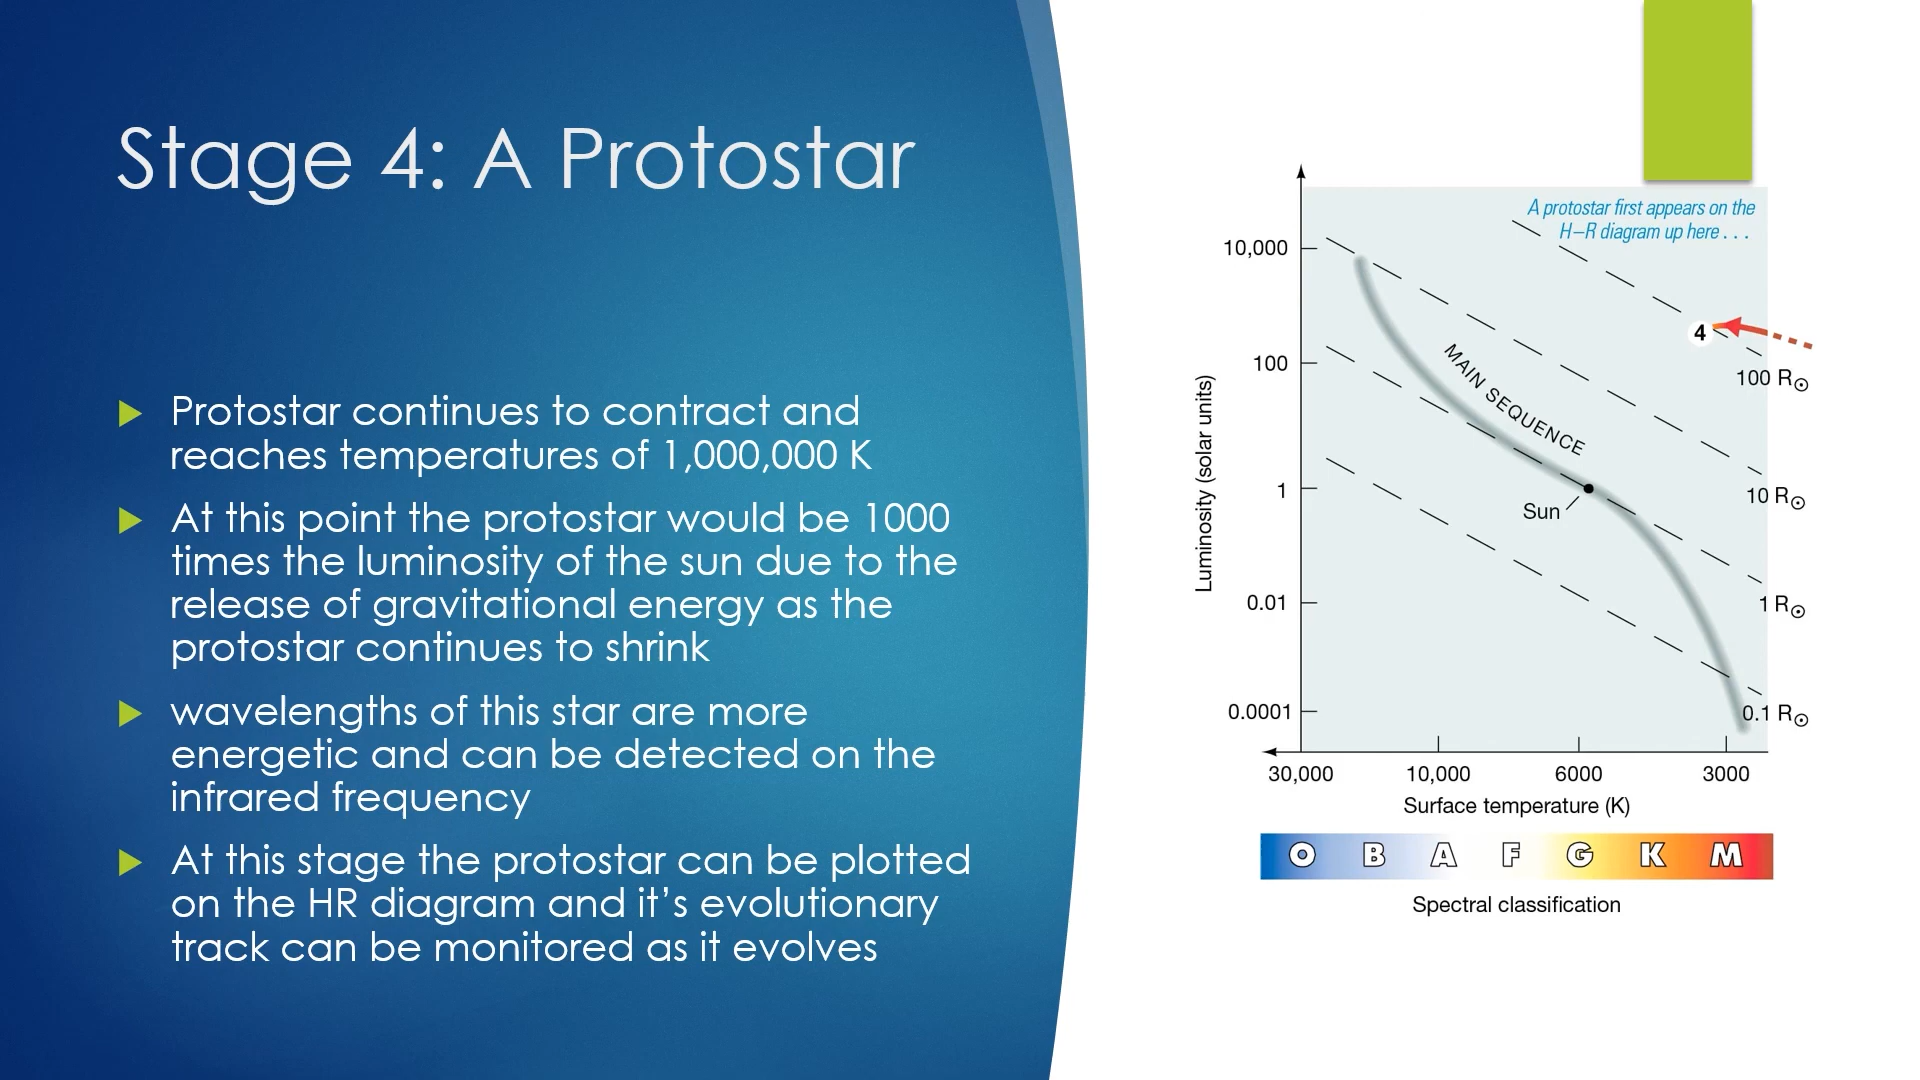 Stage 4: A Protostar
Protostar continues to contract and
reaches temperatures of 1,000,000 K
At this point the protostar would be 1000
times the luminosity of the sun due to the
release of gravitational energy as the
protostar continues to shrink
wavelengths of this star are more
energetic and can be detected on the
infrared frequency
At this stage the protostar can be plotted
on the HR diagram and it’s evolutionary
track can be monitored as it evolves
A protostar first appears on the
H–R diagram up here . . .
10,000
100
1
0.01
0.0001
Luminosity (solar units)
4
MAIN SEQUENCE
Sun
100 R☉
10 R☉
1 R☉
0.1 R☉
30,000 10,000 6000 3000
Surface temperature (K)
O B A F G K M
Spectral classification